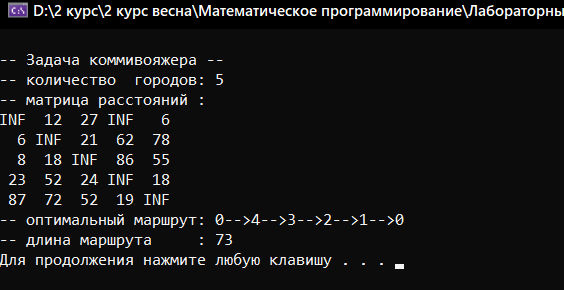 D:\2 курс\2 курс весна\Математическое программирование\Лабораторны
-- Задача коммивояжера --
-- количество  городов: 5
-- матрица расстояний :
INF  12  27 INF   6
  6 INF  21  62  78
  8  18 INF  86  55
 23  52  24 INF  18
 87  72  52  19 INF
-- оптимальный маршрут: 0-->4-->3-->2-->1-->0
-- длина маршрута     : 73
Для продолжения нажмите любую клавишу . . .